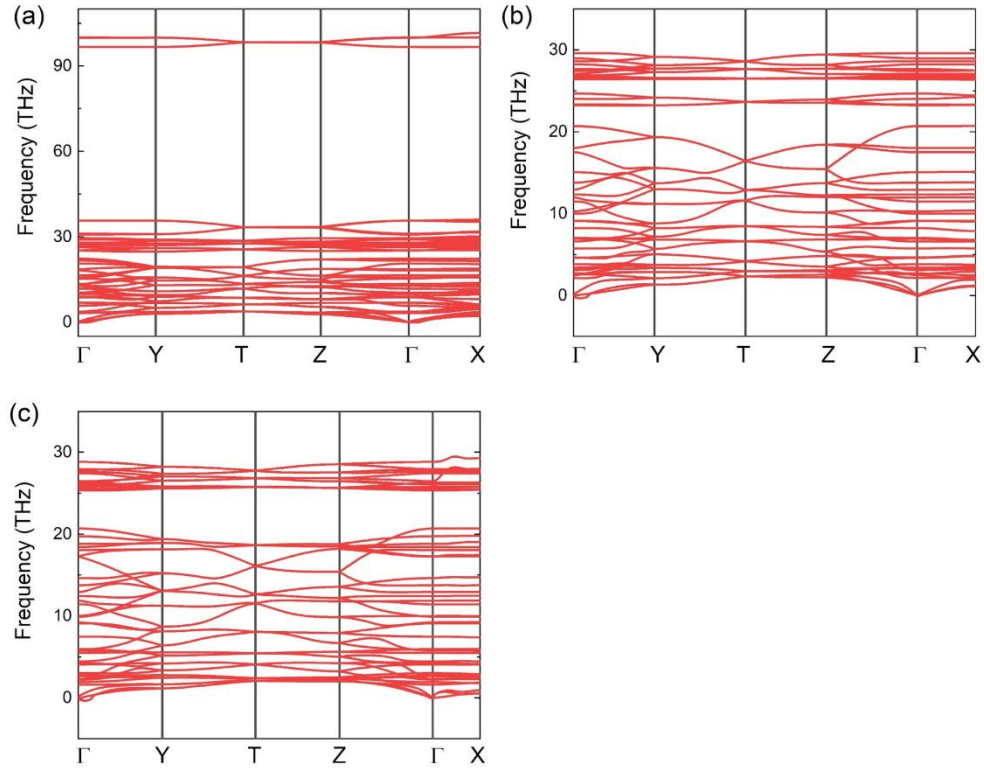 (a)
Frequency (THz)
90
60
30
0
Γ Y T Z Γ X
(b)
Frequency (THz)
30
20
10
0
Γ Y T Z Γ X
(c)
Frequency (THz)
30
20
10
0
Γ Y T Z Γ X